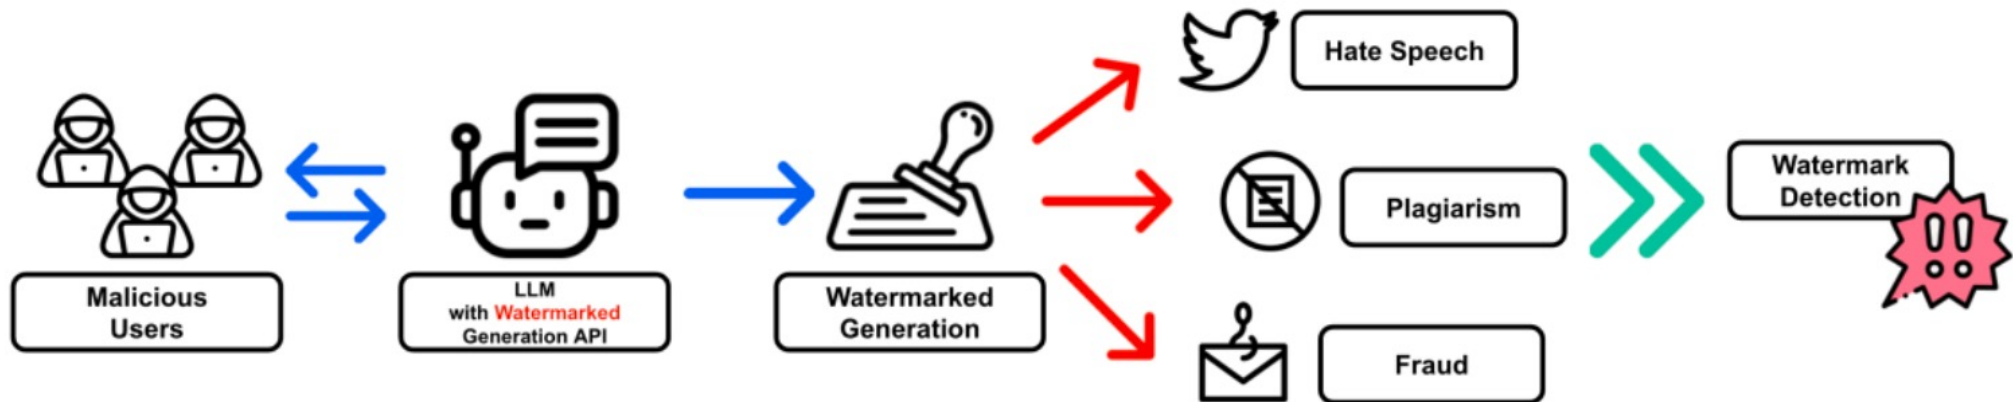 Malicious
Users
LLM
with Watermarked
Generation API
Watermarked
Generation
Hate Speech
Plagiarism
Fraud
Watermark
Detection
!!